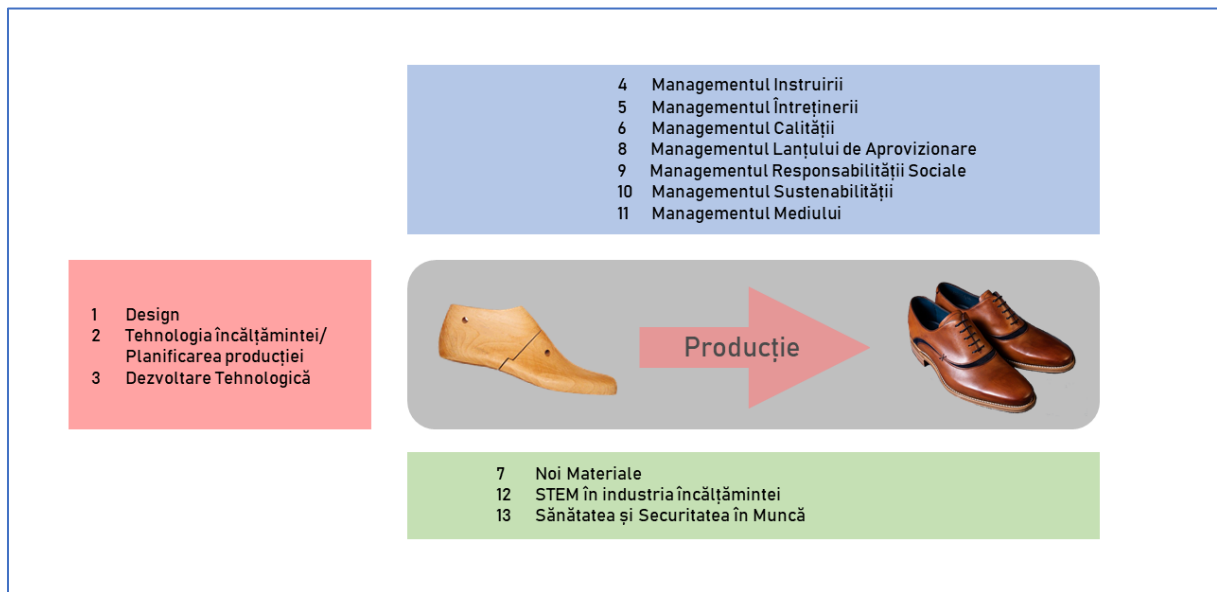 4 Managementul Instruirii
5 Managementul Întreținerii
6 Managementul Calității
8 Managementul Lanțului de Aprovizionare
9 Managementul Responsabilității Sociale
10 Managementul Sustenabilității
11 Managementul Mediului
1 Design
2 Tehnologia încălțămintei/
Planificarea producției
3 Dezvoltare Tehnologică
Producție
7 Noi Materiale
12 STEM în industria încălțămintei
13 Sănătatea și Securitatea în Muncă